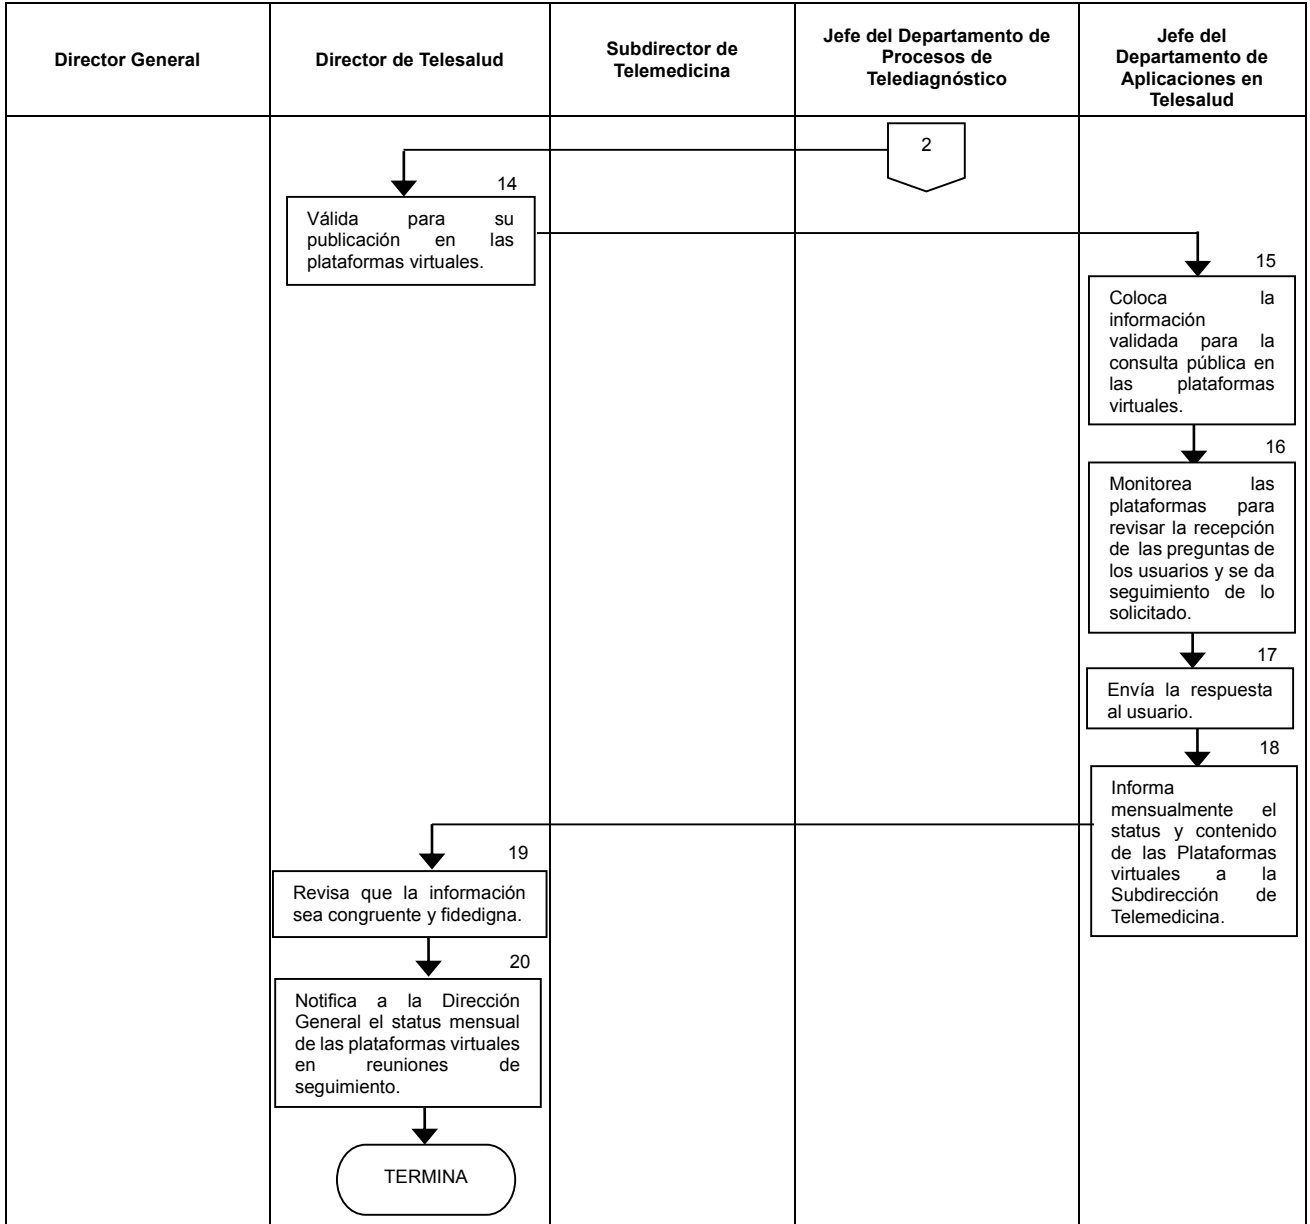 Director General
Director de Telesalud
Subdirector de
Telemedicina
Jefe del Departamento de
Procesos de
Telediagnóstico
Jefe del
Departamento de
Aplicaciones en
Telesalud
2
14
Válida para su
publicación en las
plataformas virtuales.
15
Coloca la
información
validada para la
consulta pública en
las plataformas
virtuales.
16
Monitorea las
plataformas para
revisar la recepción
de las preguntas de
los usuarios y se da
seguimiento de lo
solicitado.
17
Envía la respuesta
al usuario.
18
Informa
mensualmente el
status y contenido
de las Plataformas
virtuales a la
Subdirección de
Telemedicina.
19
Revisa que la información
sea congruente y fidedigna.
20
Notifica a la Dirección
General el status mensual
de las plataformas virtuales
en reuniones de
seguimiento.
TERMINA